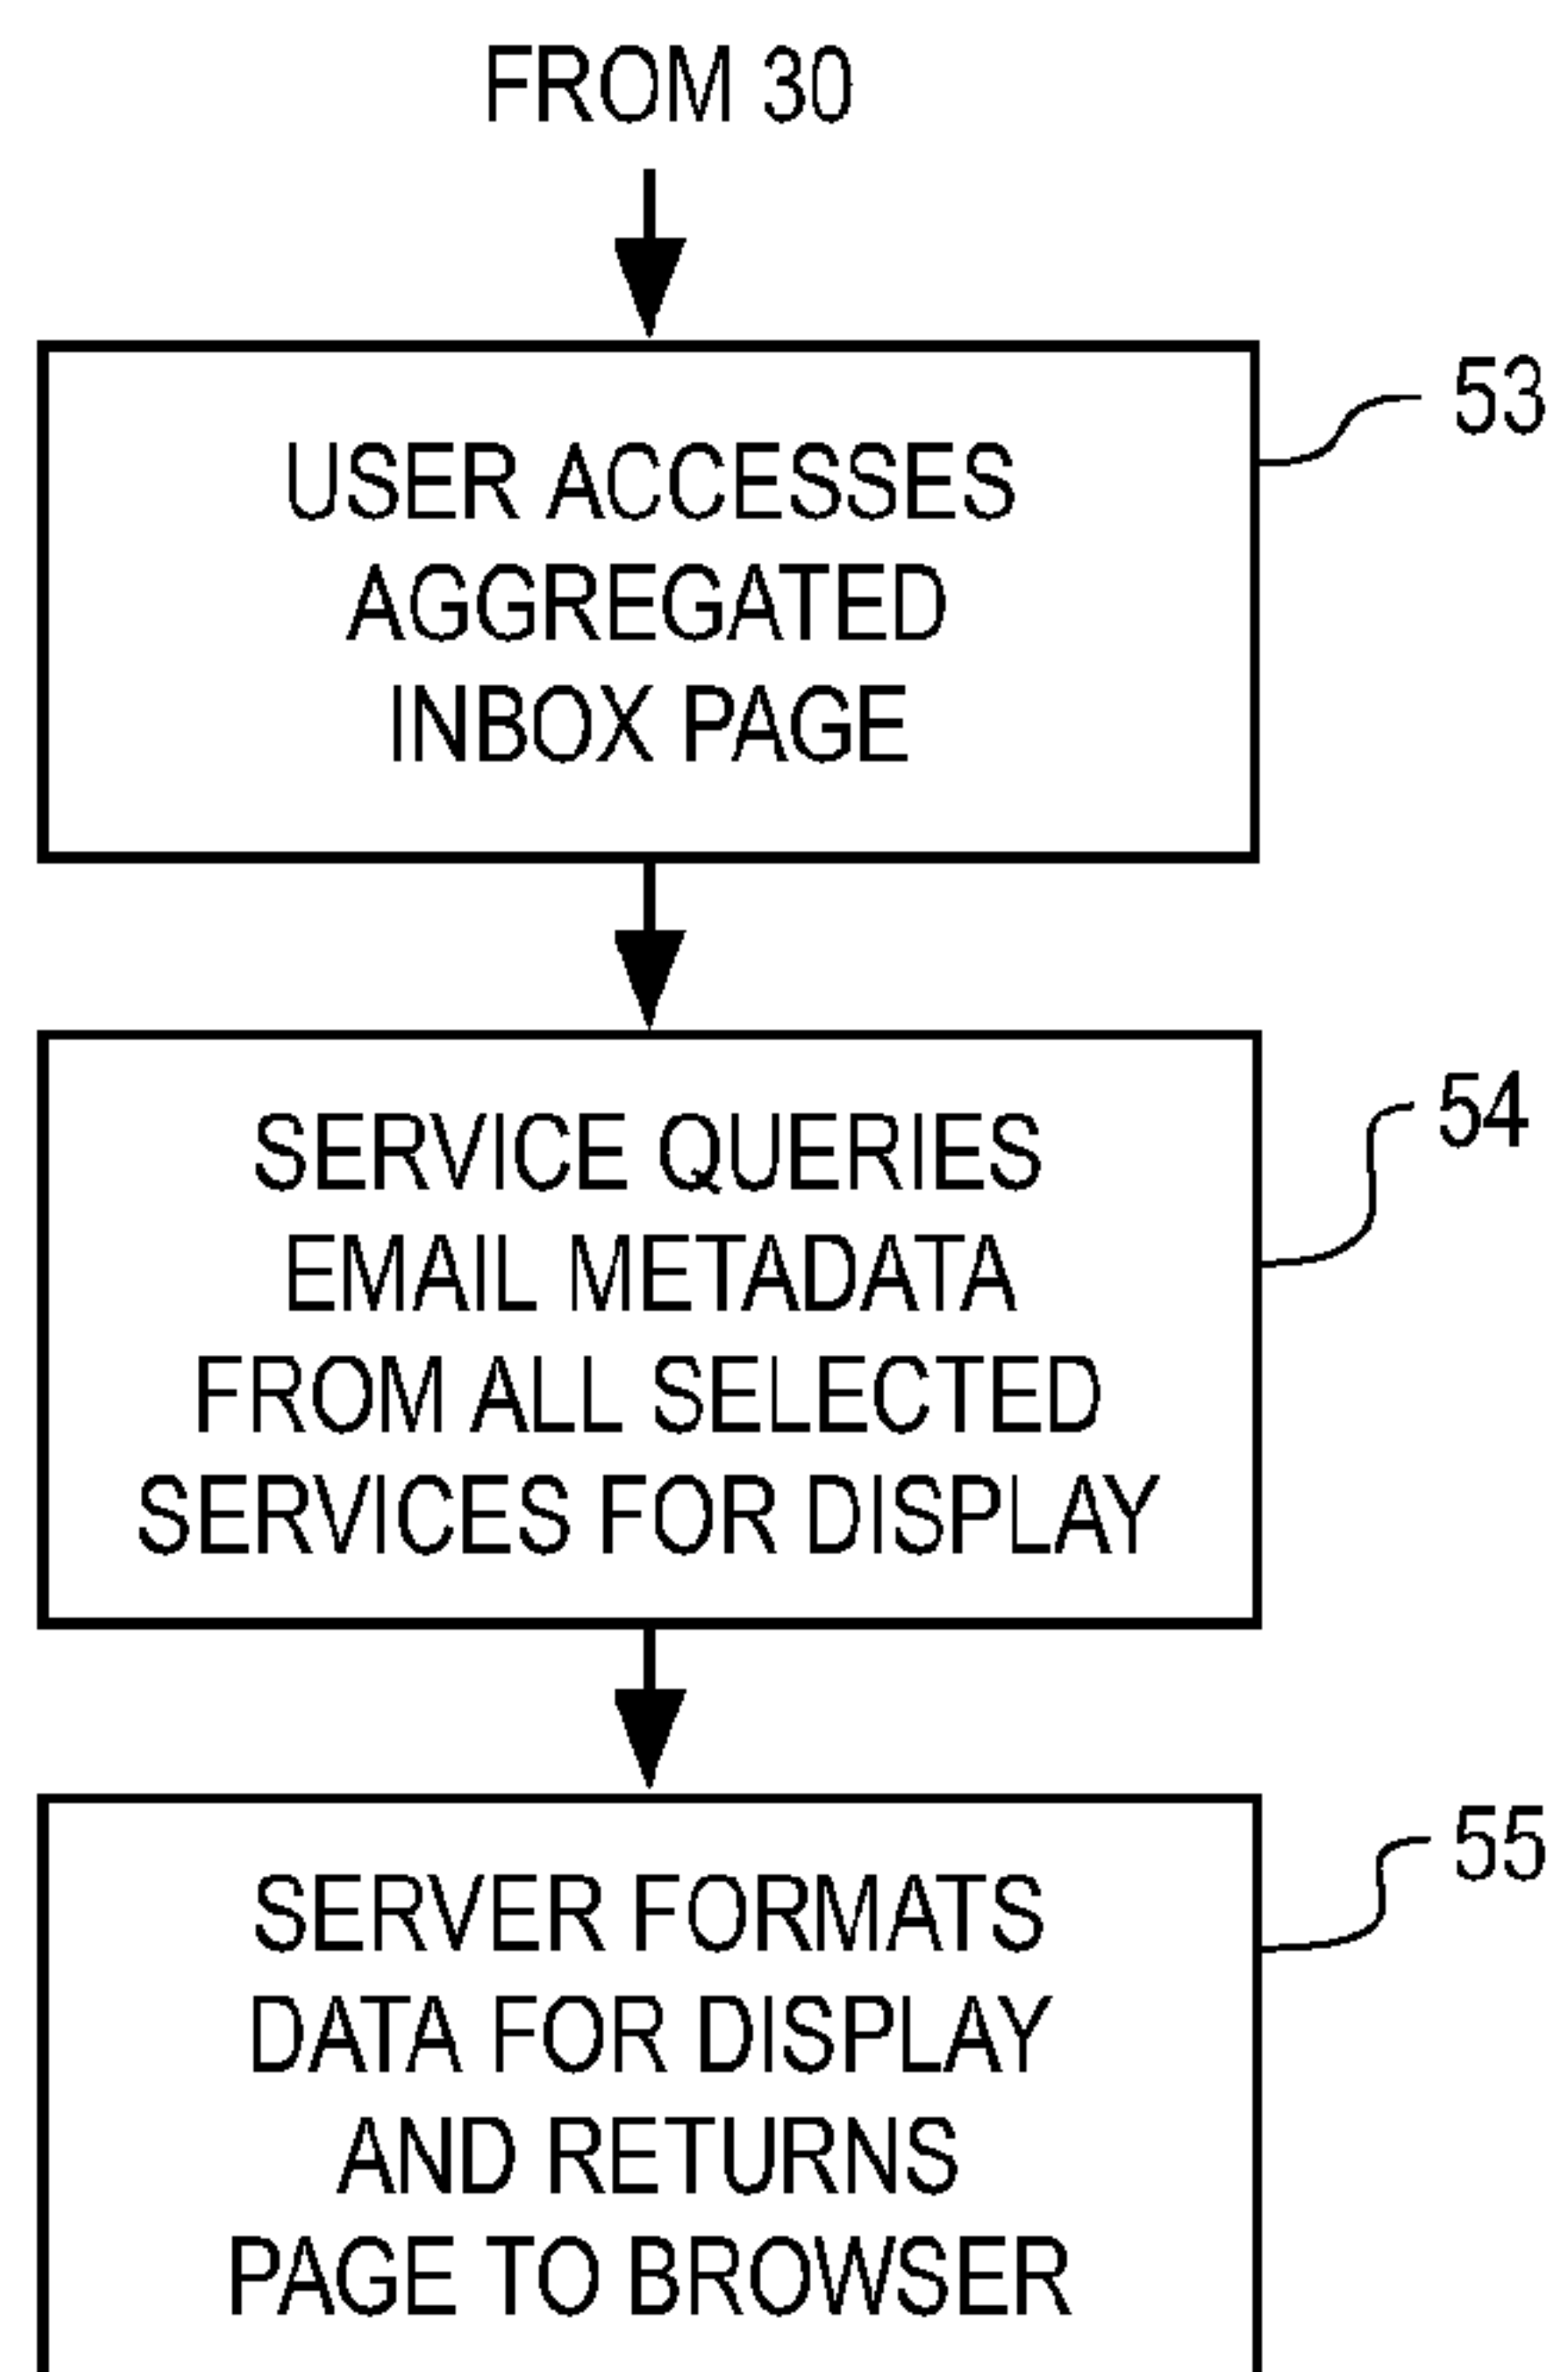 FROM 30
53
USER ACCESSES
AGGREGATED
INBOX PAGE
54
SERVICE QUERIES
EMAIL METADATA
FROM ALL SELECTED
SERVICES FOR DISPLAY
55
SERVER FORMATS
DATA FOR DISPLAY
AND RETURNS
PAGE TO BROWSER